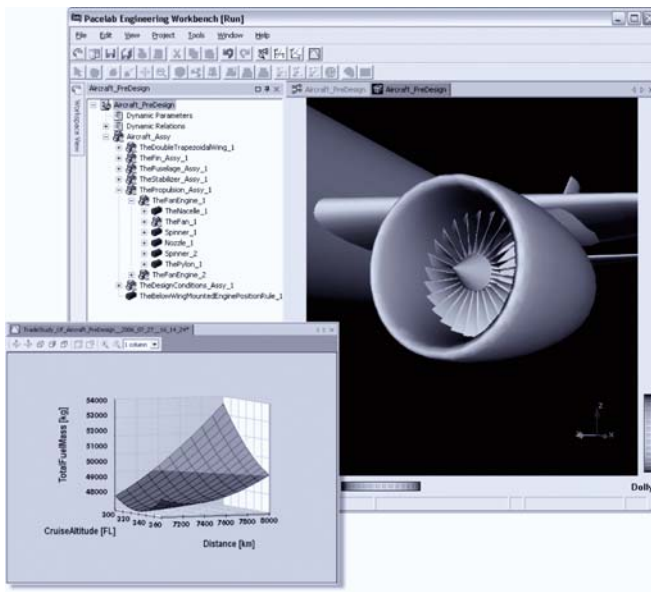 Pacelab Engineering Workbench [Run]
File Edit View Project Tools Window Help
Aircraft_PreDesign
Aircraft_PreDesign Aircraft_PreDesign
Workspace View
Aircraft_PreDesign
Dynamic Parameters
Dynamic Relations
Aircraft_Assy
TheDoubleTrapezoidalWing_1
TheFin_Assy_1
TheFuselage_Assy_1
TheStabilizer_Assy_1
ThePropulsion_Assy_1
TheFanEngine_1
TheNacelle_1
TheFan_1
Spinner_1
Nozzle_1
Spinner_2
ThePylon_1
TheFanEngine_2
TheDesignConditions_Assy_1
TheBelowWingMountedEnginePositionRule_1
Z
X
Dolly
1 column
TotalFuelMass [kg]
54000
53000
52000
51000
50000
49000
48000
300 320 340 360
7200 7400 7600 7800 8000
CruiseAltitude [FL]
Distance [km]